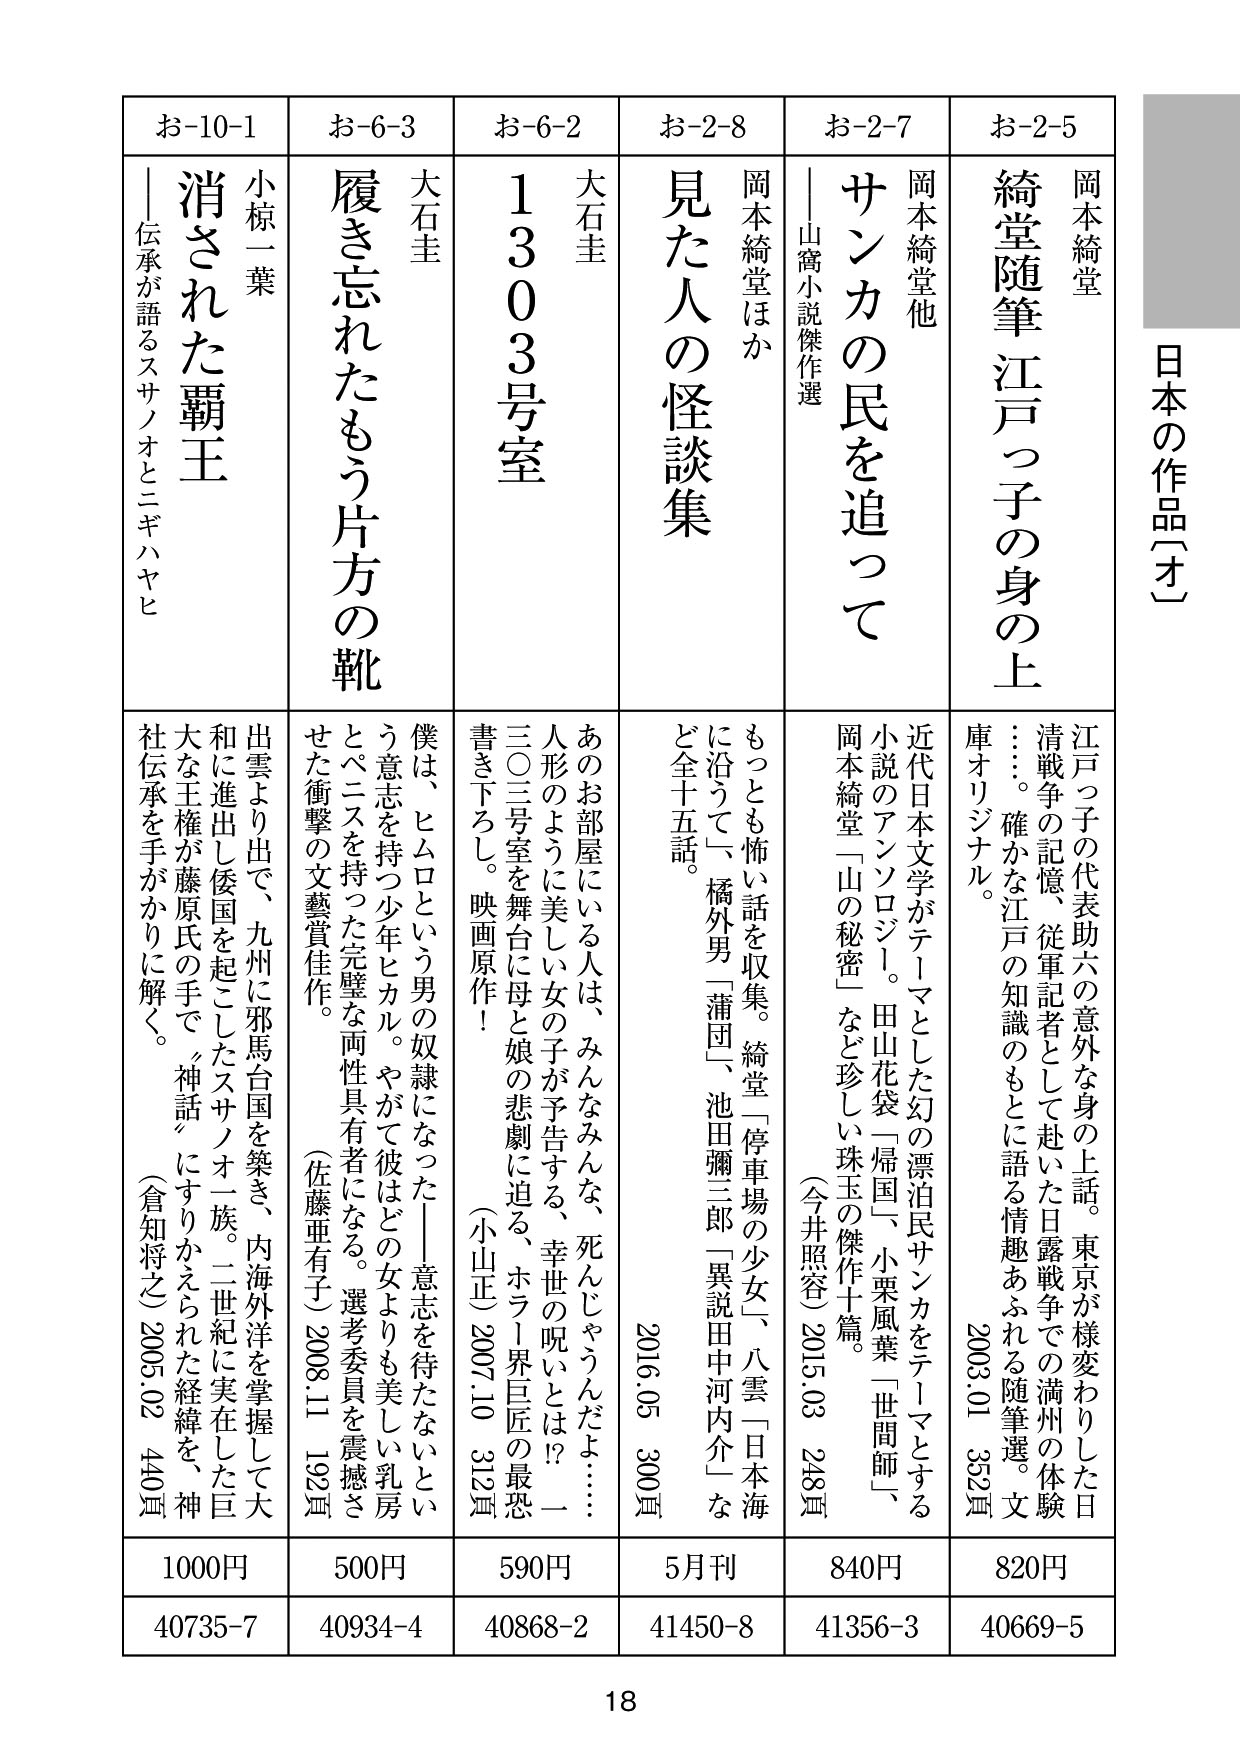 日本の作品〔オ〕
お-2-5
岡本綺堂
綺堂随筆 江戸っ子の身の上
江戸っ子の代表助六の意外な身の上話。東京が様変わりした日
清戦争の記憶、従軍記者として赴いた日露戦争での満州の体験
……。確かな江戸の知識のもとに語る情趣あふれる随筆選。文
庫オリジナル。
2003.01 352頁
820円
40669-5
お-2-7
岡本綺堂他
サンカの民を追って
――山窩小説傑作選
近代日本文学がテーマとした幻の漂泊民サンカをテーマとする
小説のアンソロジー。田山花袋「帰国」、小栗風葉「世間師」、
岡本綺堂「山の秘密」など珍しい珠玉の傑作十篇。
（今井照容）2015.03 248頁
840円
41356-3
お-2-8
岡本綺堂ほか
見た人の怪談集
もっとも怖い話を収集。綺堂「停車場の少女」、八雲「日本海
に沿うて」、橘外男「蒲団」、池田彌三郎「異説田中河内介」な
ど全十五話。
2016.05 300頁
5月刊
41450-8
お-6-2
大石圭
１３０３号室
あのお部屋にいる人は、みんなみんな、死んじゃうんだよ……
人形のように美しい女の子が予告する、幸世の呪いとは!? 一
三〇三号室を舞台に母と娘の悲劇に迫る、ホラー界巨匠の最恐
書き下ろし。映画原作！
（小山正）2007.10 312頁
590円
40868-2
お-6-3
大石圭
履き忘れたもう片方の靴
僕は、ヒムロという男の奴隷になった――意志を待たないとい
う意志を持つ少年ヒカル。やがて彼はどの女よりも美しい乳房
とペニスを持った完璧な両性具有者になる。選考委員を震撼さ
せた衝撃の文藝賞佳作。
（佐藤亜有子）2008.11 192頁
500円
40934-4
お-10-1
小椋一葉
消された覇王
――伝承が語るスサノオとニギハヤヒ
出雲より出で、九州に邪馬台国を築き、内海外洋を掌握して大
和に進出し倭国を起こしたスサノオ一族。二世紀に実在した巨
大な王権が藤原氏の手で〝神話〟にすりかえられた経緯を、神
社伝承を手がかりに解く。
（倉知将之）2005.02 440頁
1000円
40735-7
18